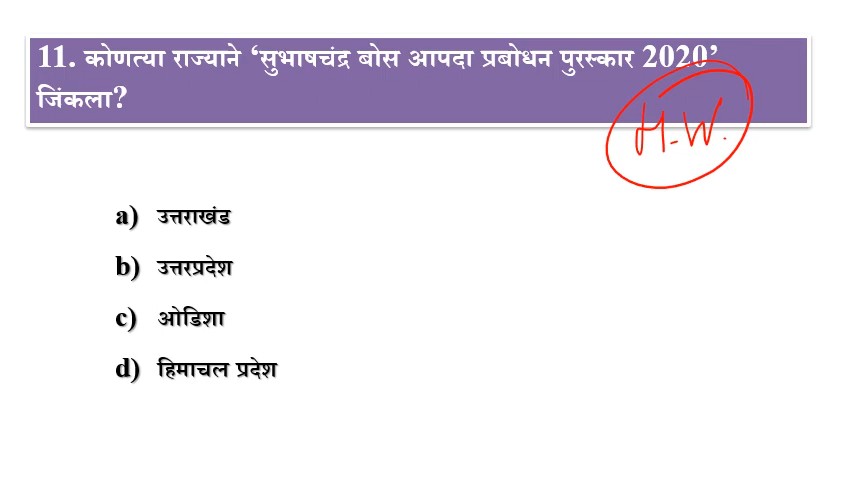 11. कोणत्या राज्याने ‘सुभाषचंद्र बोस आपदा प्रबोधन पुरस्कार 2020’
जिंकला?
H.W.
a) उत्तराखंड
b) उत्तरप्रदेश
c) ओडिशा
d) हिमाचल प्रदेश